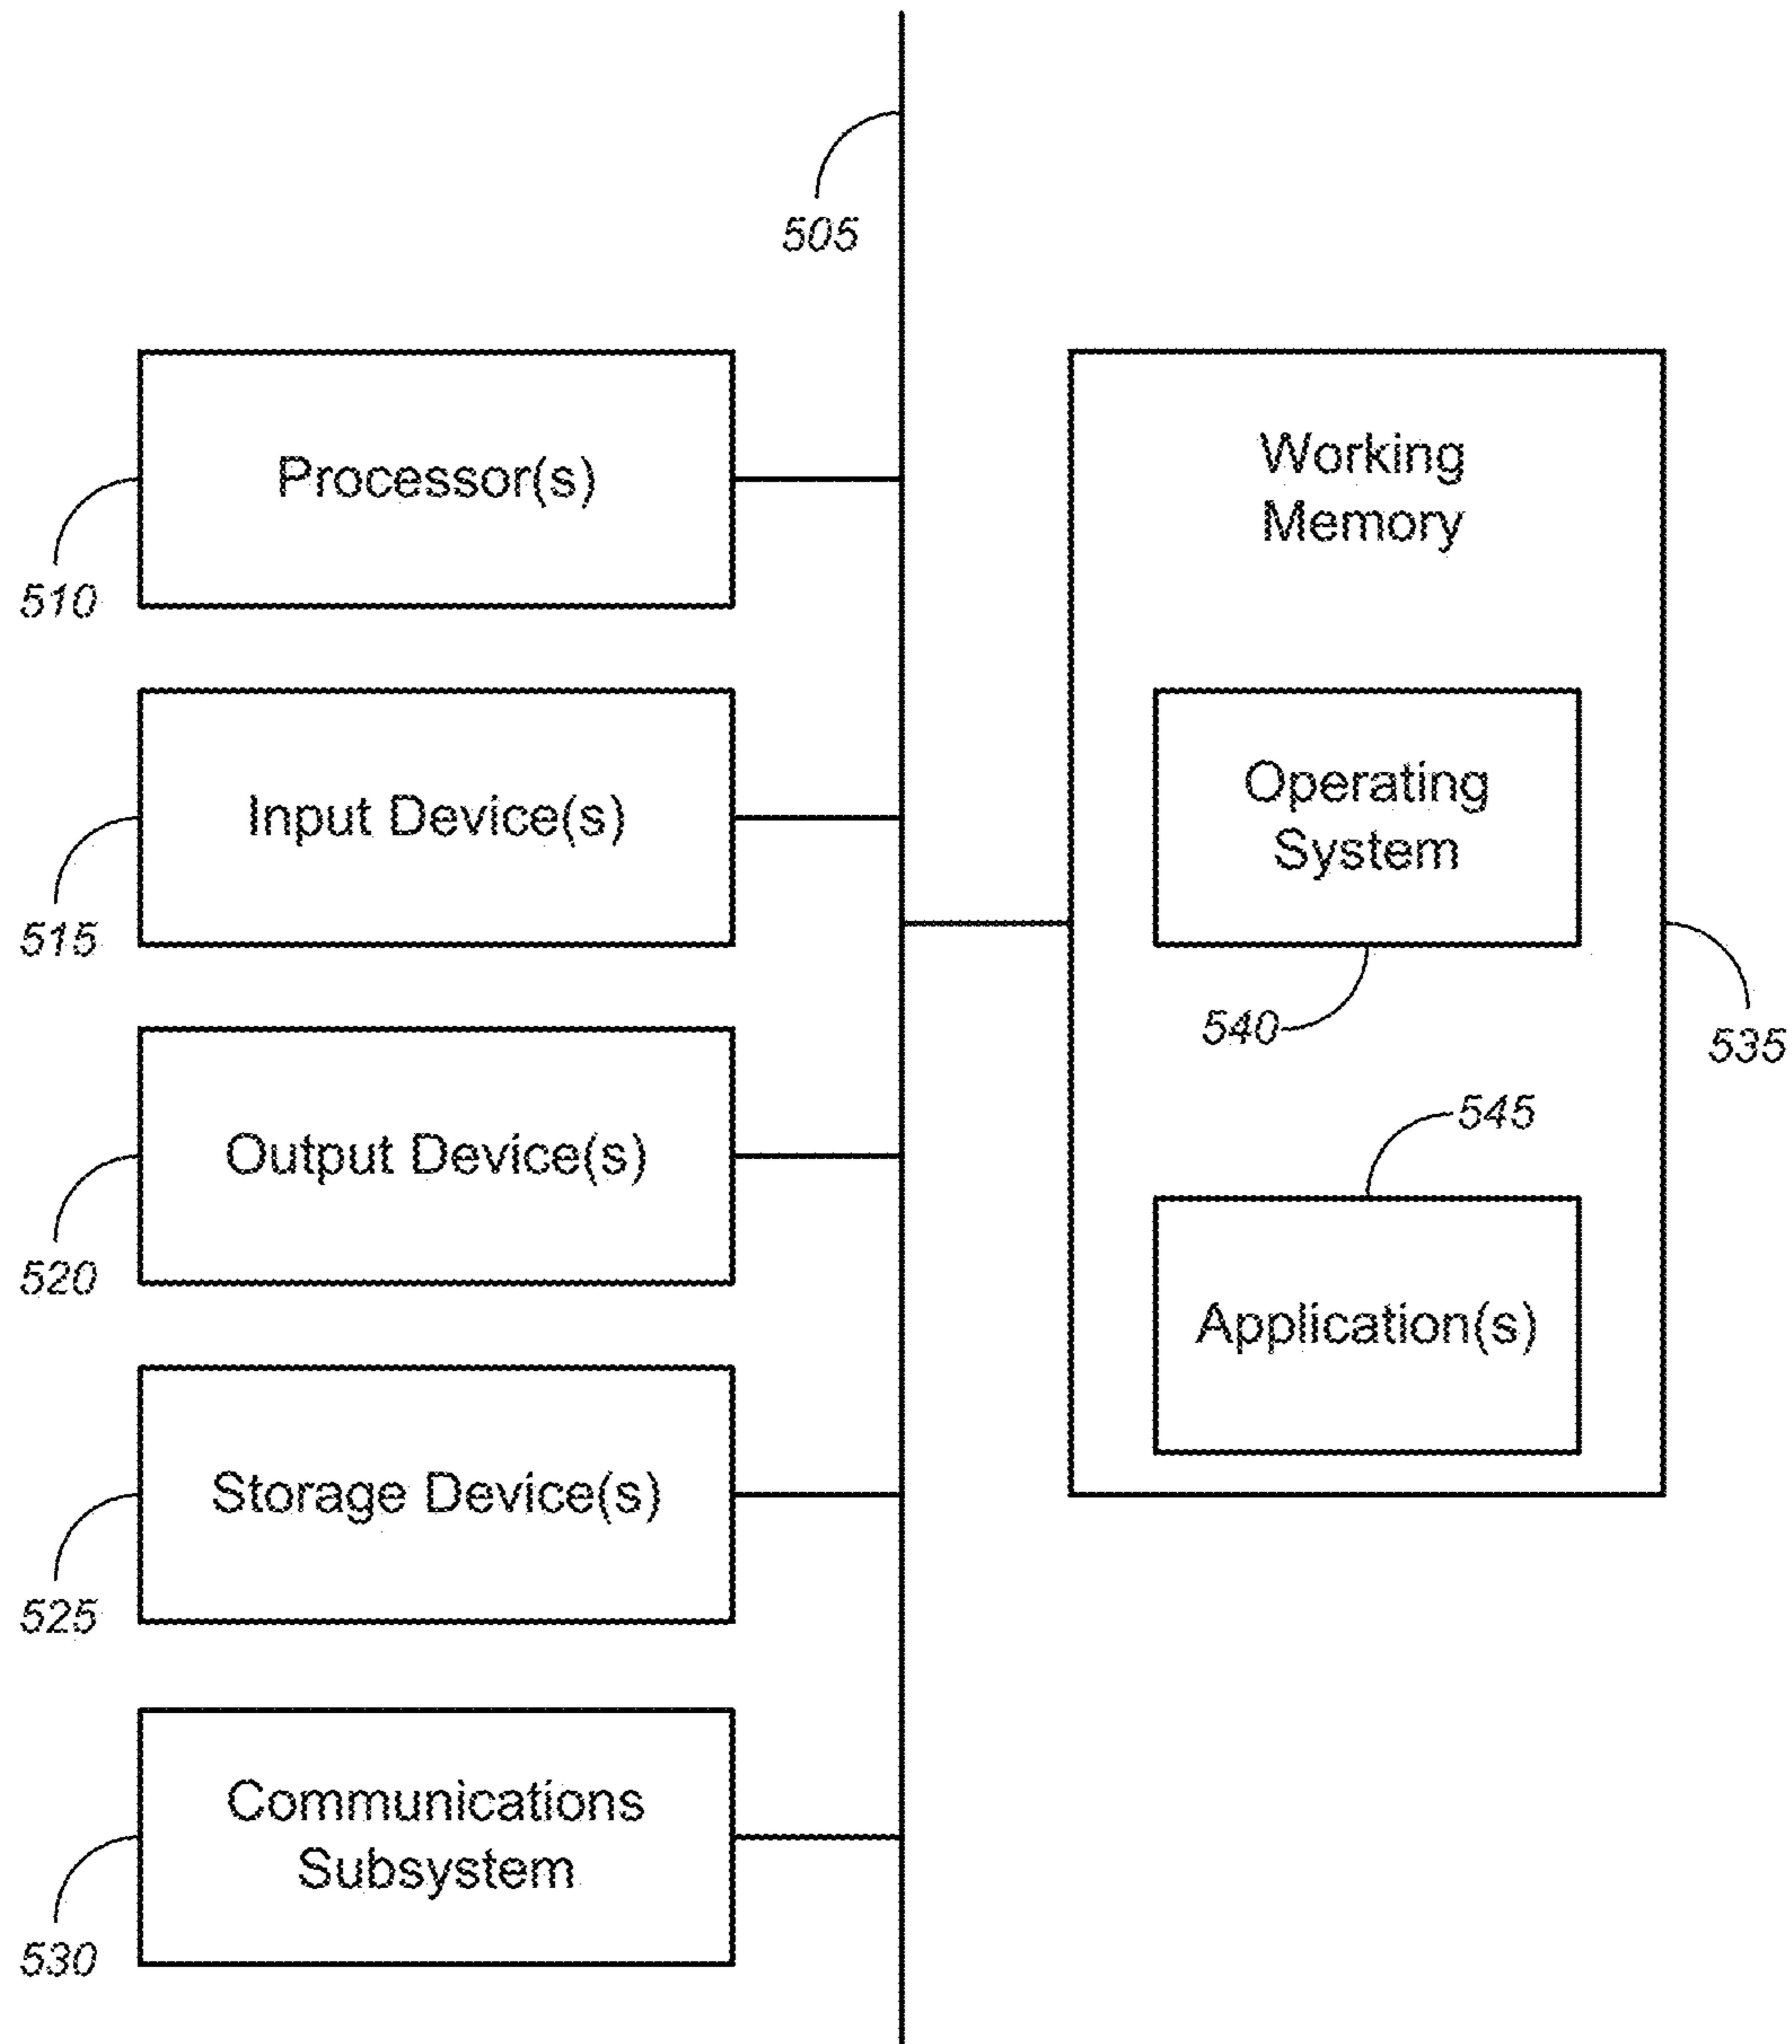 505
Processor(s)
510
Input Device(s)
515
Output Device(s)
520
Storage Device(s)
525
Communications
Subsystem
530
Working
Memory
Operating
System
540
535
545
Application(s)